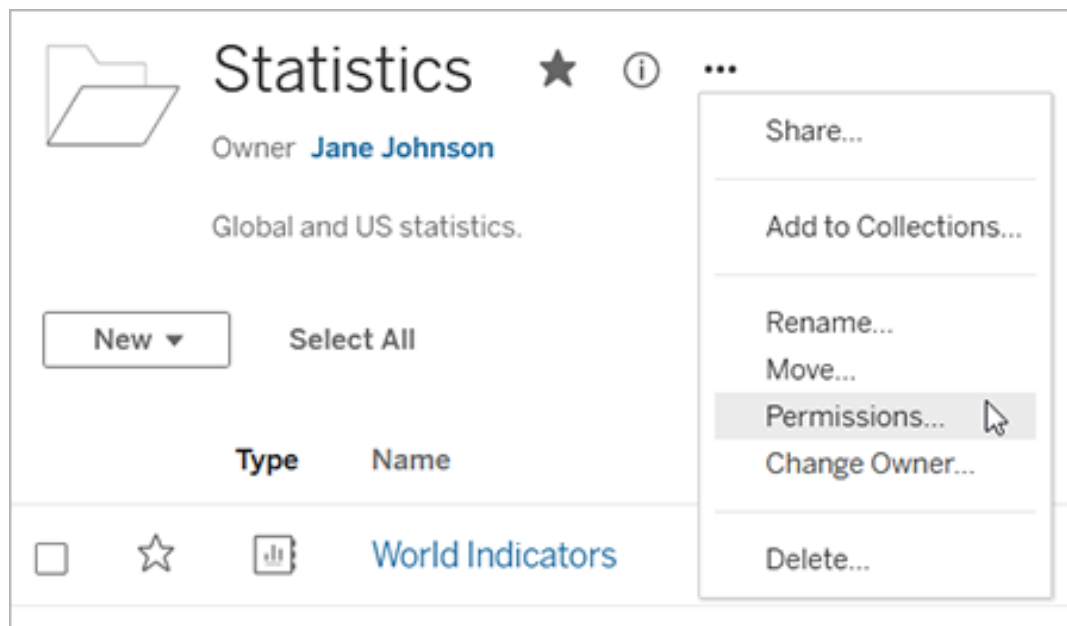 Statistics
Owner Jane Johnson
Global and US statistics.
New
Select All
Share...
Add to Collections...
Rename...
Move...
Permissions...
Change Owner...
Delete...
Type Name
World Indicators